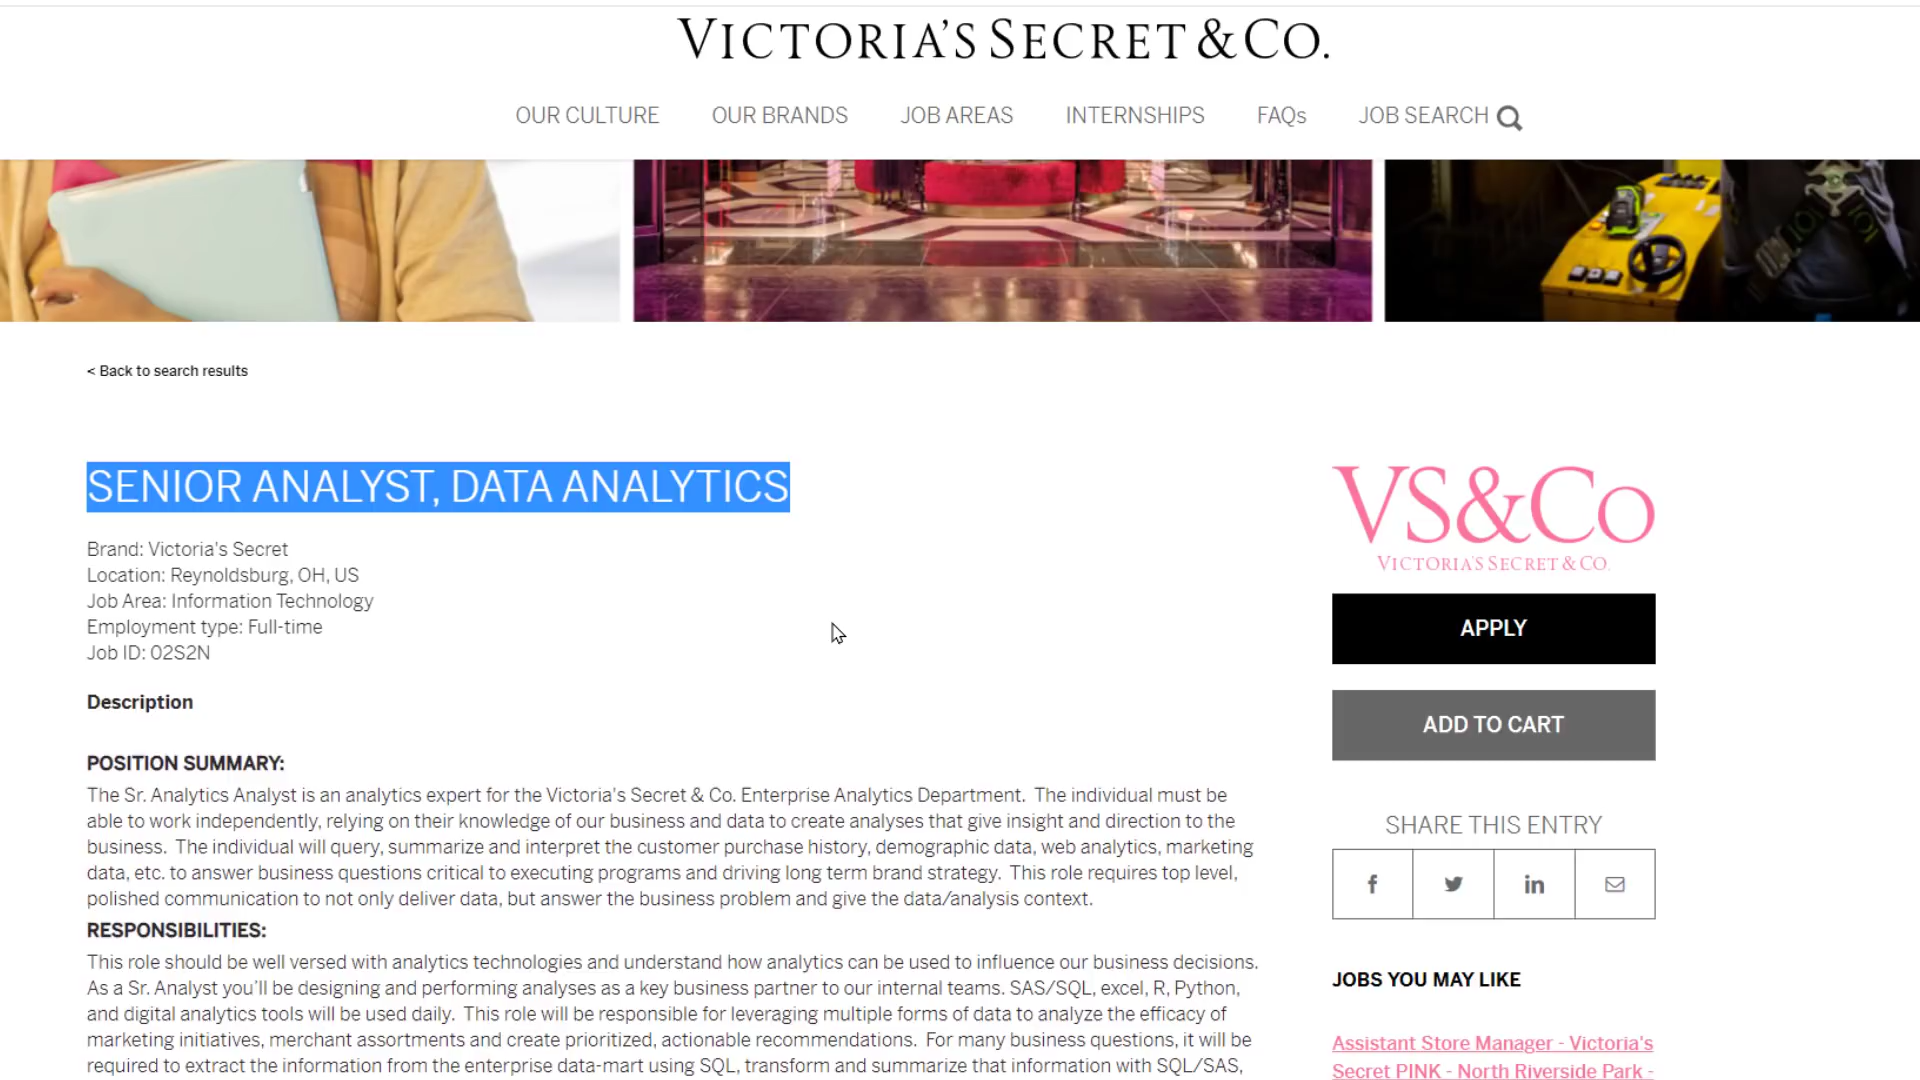 VICTORIA'S SECRET & CO.
OUR CULTURE OUR BRANDS JOB AREAS INTERNSHIPS FAQs JOB SEARCH
< Back to search results
SENIOR ANALYST, DATA ANALYTICS
Brand: Victoria's Secret
Location: Reynoldsburg, OH, US
Job Area: Information Technology
Employment type: Full-time
Job ID: 02S2N
Description
POSITION SUMMARY:
The Sr. Analytics Analyst is an analytics expert for the Victoria's Secret & Co. Enterprise Analytics Department. The individual must be
able to work independently, relying on their knowledge of our business and data to create analyses that give insight and direction to the
business. The individual will query, summarize and interpret the customer purchase history, demographic data, web analytics, marketing
data, etc. to answer business questions critical to executing programs and driving long term brand strategy. This role requires top level,
polished communication to not only deliver data, but answer the business problem and give the data/analysis context.
RESPONSIBILITIES:
This role should be well versed with analytics technologies and understand how analytics can be used to influence our business decisions.
As a Sr. Analyst you'll be designing and performing analyses as a key business partner to our internal teams. SAS/SQL, excel, R, Python,
and digital analytics tools will be used daily. This role will be responsible for leveraging multiple forms of data to analyze the efficacy of
marketing initiatives, merchant assortments and create prioritized, actionable recommendations. For many business questions, it will be
required to extract the information from the enterprise data-mart using SQL, transform and summarize that information with SQL/SAS,
VS&Co
VICTORIA'S SECRET & CO.
APPLY
ADD TO CART
SHARE THIS ENTRY
JOBS YOU MAY LIKE
Assistant Store Manager - Victoria's
Secret PINK - North Riverside Park -